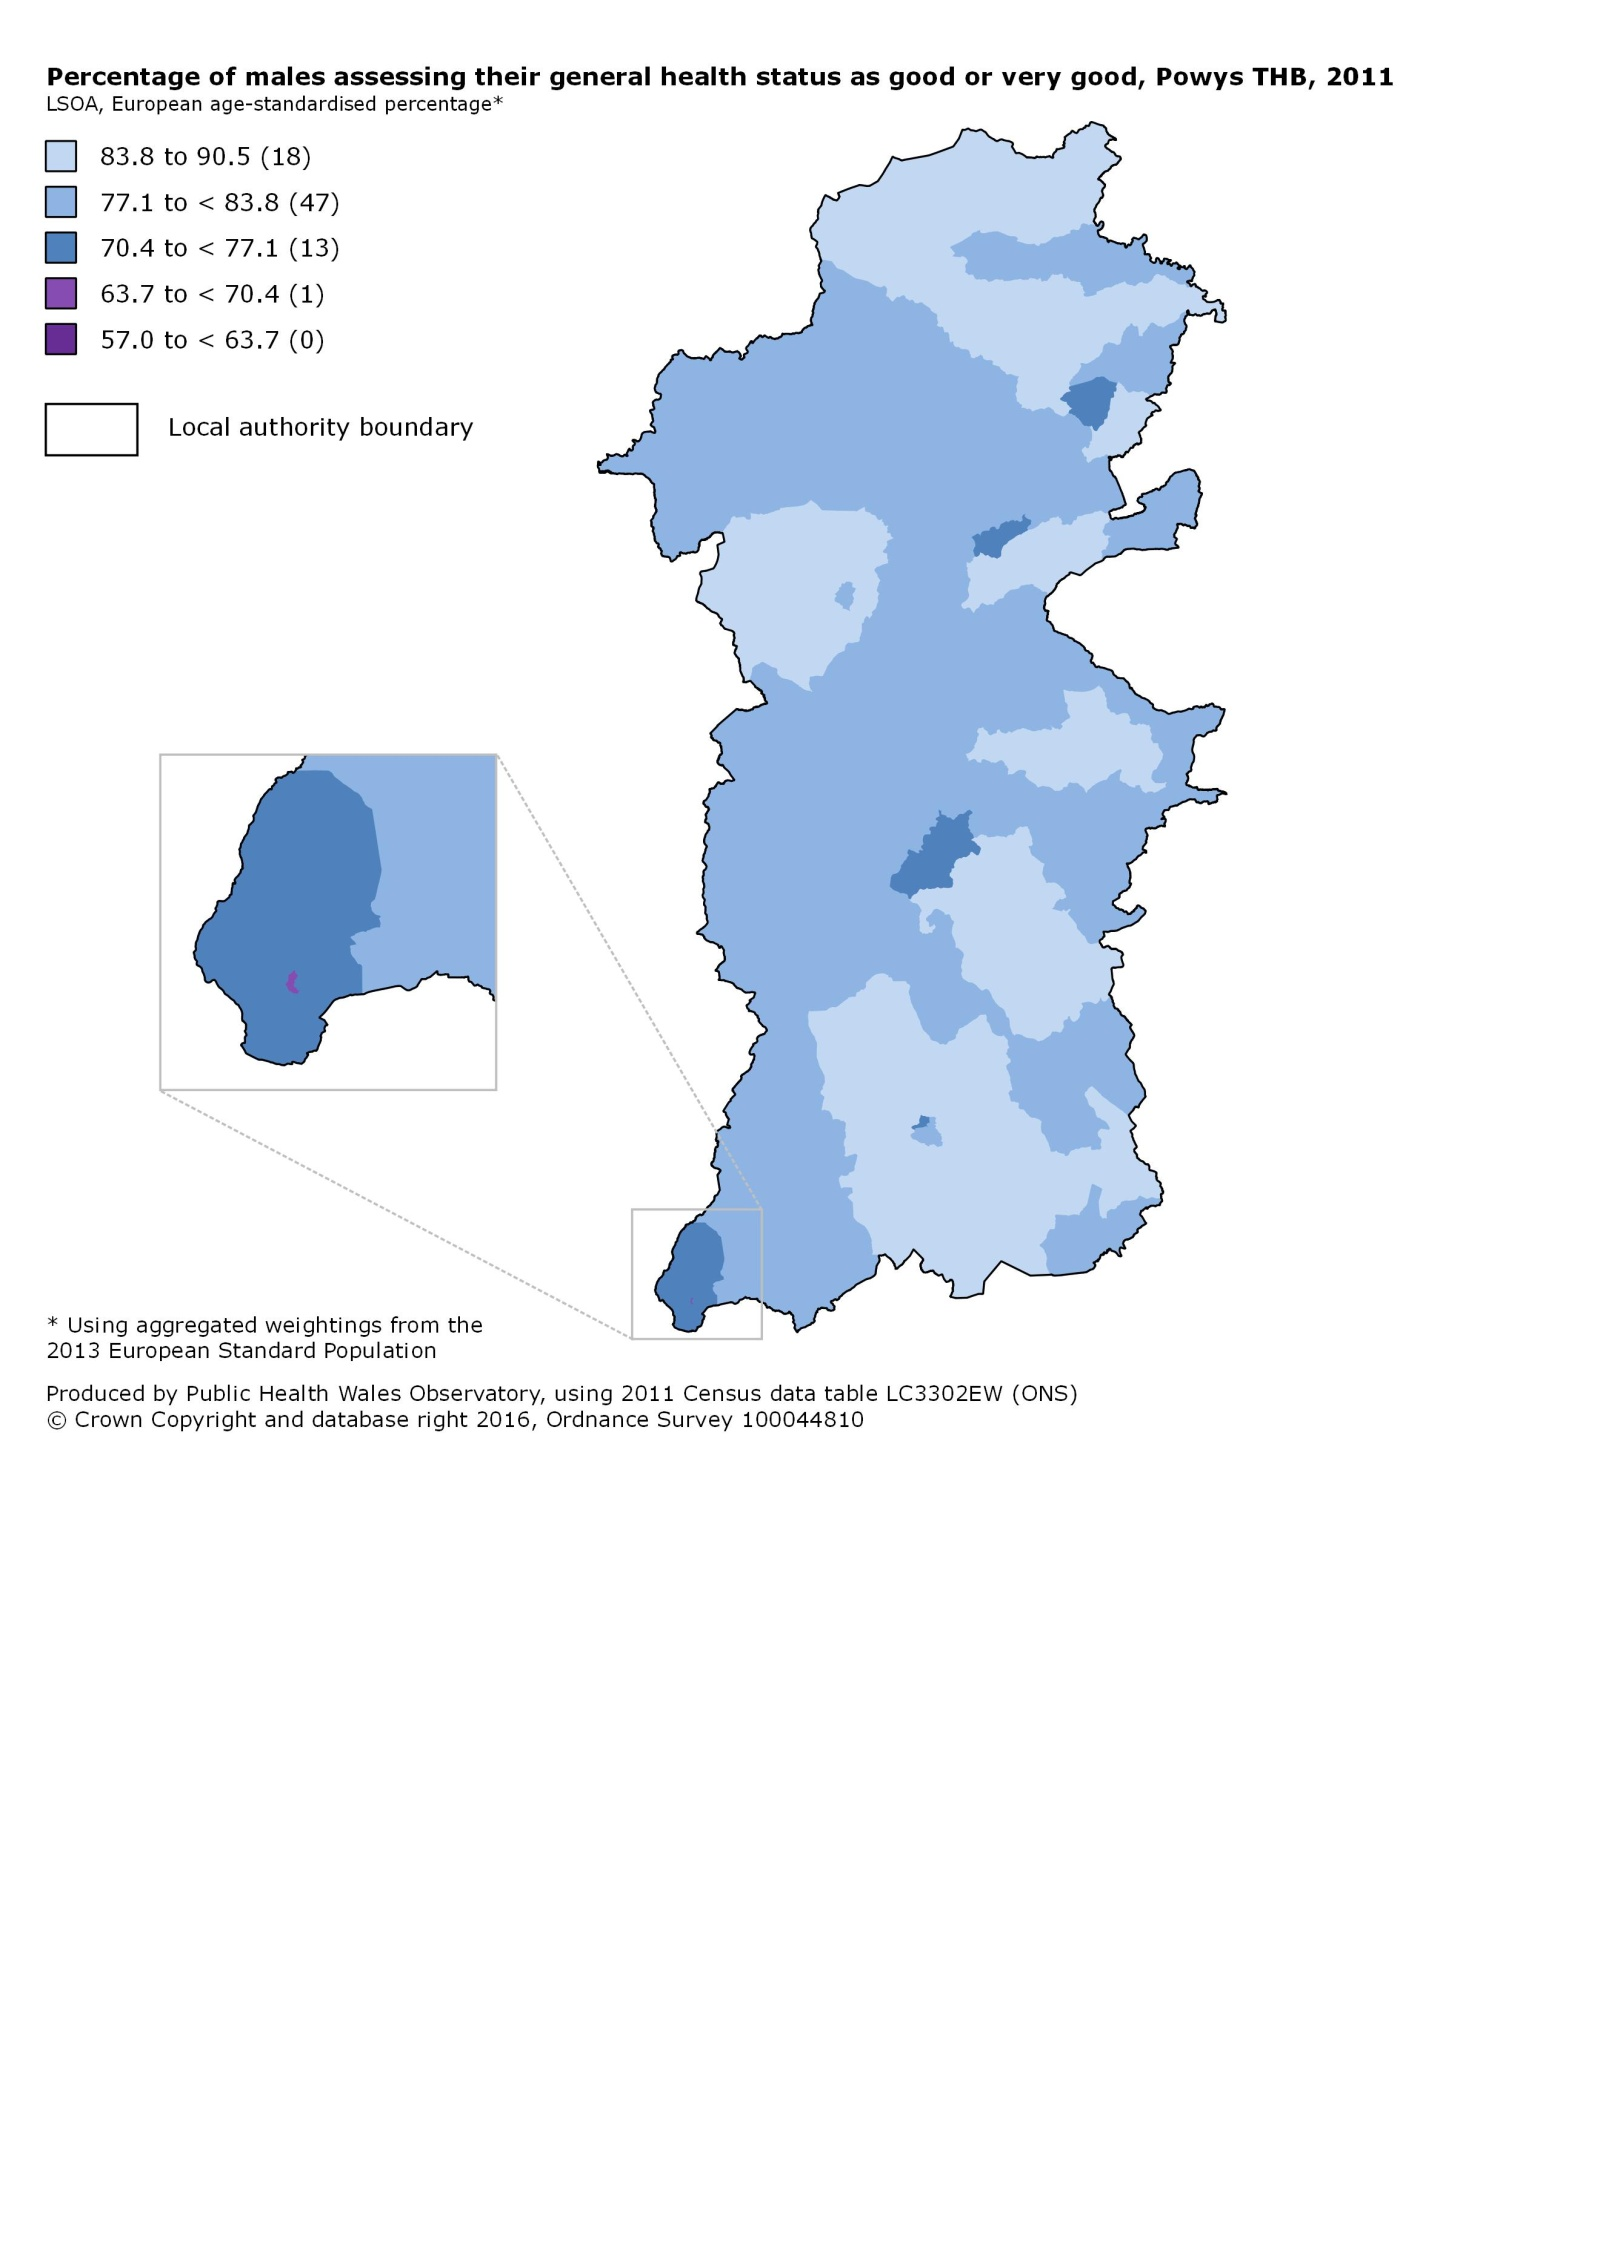 Percentage of males assessing their general health status as good or very good, Powys THB, 2011
LSOA, European age-standardised percentage*
83.8 to 90.5 (18)
77.1 to < 83.8 (47)
70.4 to < 77.1 (13)
63.7 to < 70.4 (1)
57.0 to < 63.7 (0)
Local authority boundary
* Using aggregated weightings from the
2013 European Standard Population
Produced by Public Health Wales Observatory, using 2011 Census data table LC3302EW (ONS)
© Crown Copyright and database right 2016, Ordnance Survey 100044810